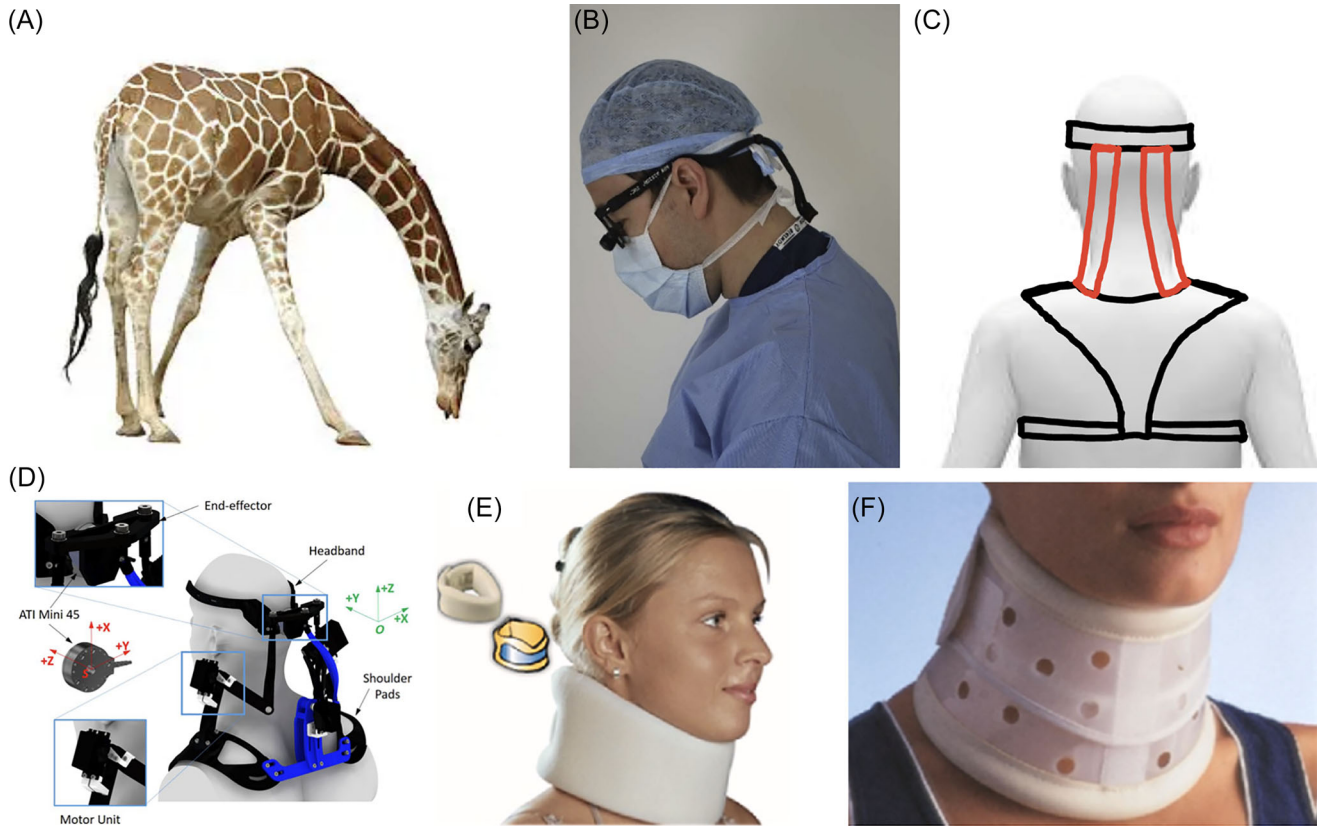 (A)
(B)
(C)
(D)
End-effector
Headband
ATI Mini 45
+X
+Y
+Z
S
+Z
+Y
+X
O
Shoulder
Pads
Motor Unit
(E)
(F)